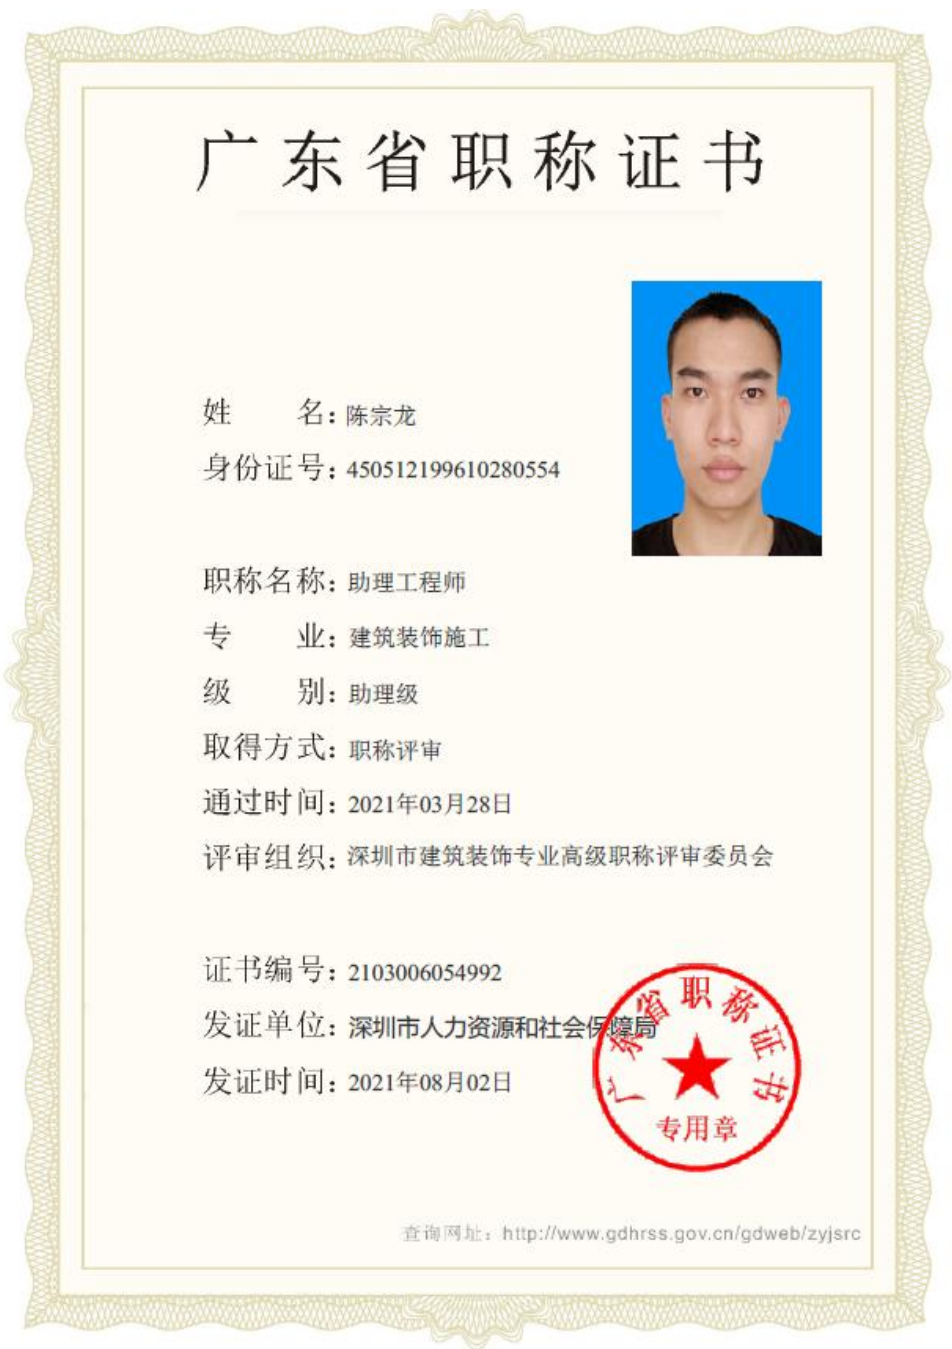 广东省职称证书
姓 名：陈宗龙
身份证号：450512199610280554
职称名称：助理工程师
专 业：建筑装饰施工
级 别：助理级
取得方式：职称评审
通过时间：2021年03月28日
评审组织：深圳市建筑装饰专业高级职称评审委员会
证书编号：2103006054992
发证单位：深圳市人力资源和社会保障局
发证时间：2021年08月02日
广东省职称证书
专用章
查询网址：http://www.gdhrss.gov.cn/gdweb/zyjsrc